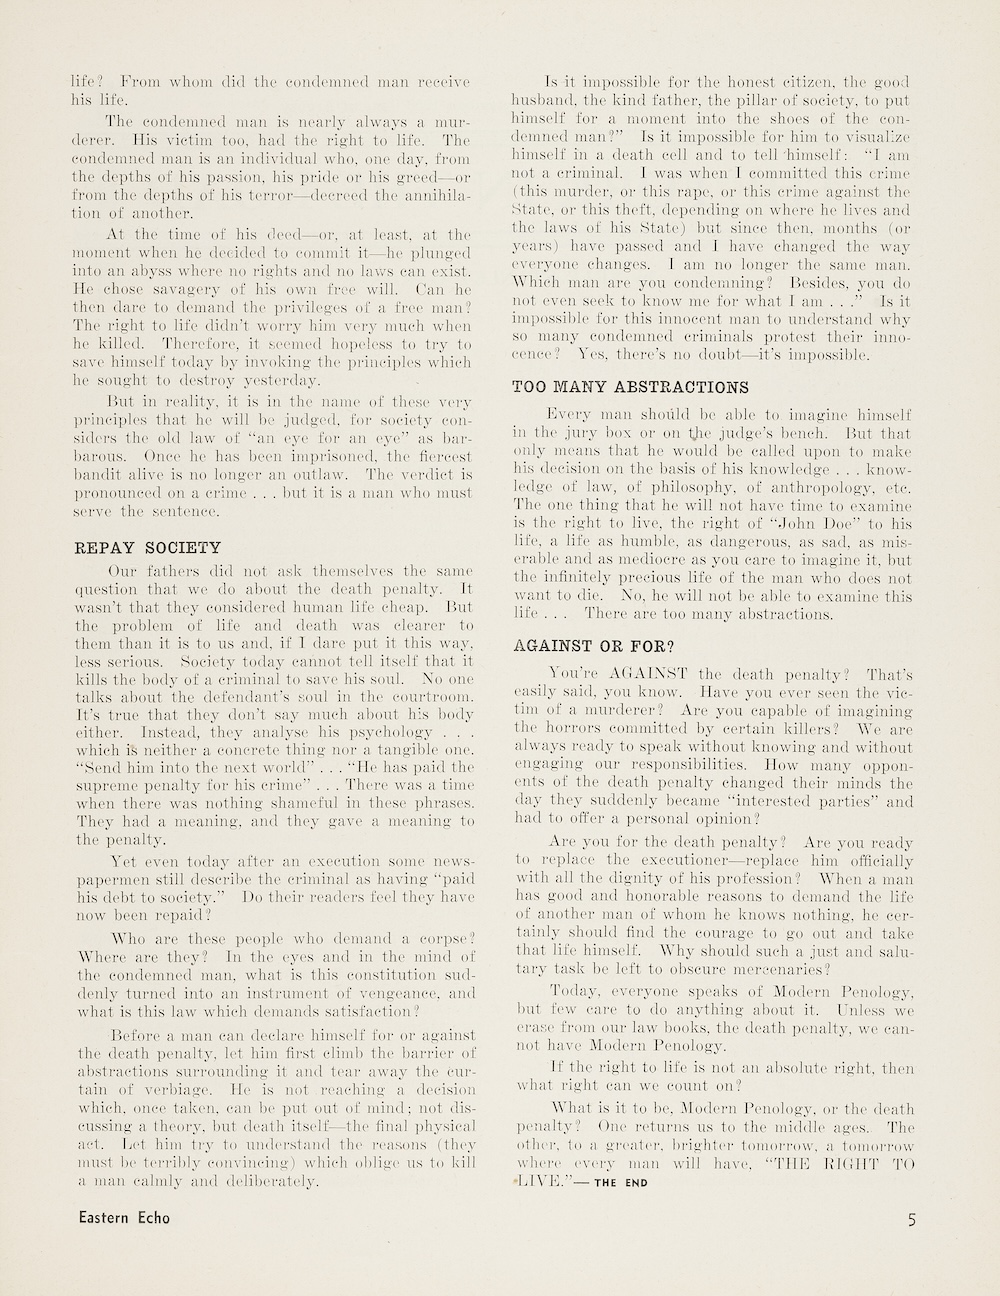 life? From whom did the condemned man receive
his life.
The condemned man is nearly always a mur-
derer. His victim too, had the right to life. The
condemned man is an individual who, one day, from
the depths of his passion, his pride or his greed—or
from the depths of his terror—decreed the annihila-
tion of another.
At the time of his deed—or, at least, at the
moment when he decided to commit it—he plunged
into an abyss where no rights and no laws can exist.
He chose savagery of his own free will. Can he
then dare to demand the privileges of a free man?
The right to life didn't worry him very much when
he killed. Therefore, it seemed hopeless to try to
save himself today by invoking the principles which
he sought to destroy yesterday.
But in reality, it is in the name of these very
principles that he will be judged, for society con-
siders the old law of "an eye for an eye" as bar-
barous. Once he has been imprisoned, the fiercest
bandit alive is no longer an outlaw. The verdict is
pronounced on a crime . . . but it is a man who must
serve the sentence.
REPAY SOCIETY
Our fathers did not ask themselves the same
question that we do about the death penalty. It
wasn't that they considered human life cheap. But
the problem of life and death was clearer to
them than it is to us and, if I dare put it this way,
less serious. Society today cannot tell itself that it
kills the body of a criminal to save his soul. No one
talks about the defendant's soul in the courtroom.
It's true that they don't say much about his body
either. Instead, they analyse his psychology . . .
which is neither a concrete thing nor a tangible one.
"Send him into the next world" . . . "He has paid the
supreme penalty for his crime" . . . There was a time
when there was nothing shameful in these phrases.
They had a meaning, and they gave a meaning to
the penalty.
Yet even today after an execution some news-
papermen still describe the criminal as having "paid
his debt to society." Do their readers feel they have
now been repaid?
Who are these people who demand a corpse?
Where are they? In the eyes and in the mind of
the condemned man, what is this constitution sud-
denly turned into an instrument of vengeance, and
what is this law which demands satisfaction?
Before a man can declare himself for or against
the death penalty, let him first climb the barrier of
abstractions surrounding it and tear away the cur-
tain of verbiage. He is not reaching a decision
which, once taken, can be put out of mind; not dis-
cussing a theory, but death itself—the final physical
act. Let him try to understand the reasons (they
must be terribly convincing) which oblige us to kill
a man calmly and deliberately.
Is it impossible for the honest citizen, the good
husband, the kind father, the pillar of society, to put
himself for a moment into the shoes of the con-
demned man?" Is it impossible for him to visualize
himself in a death cell and to tell himself: "I am
not a criminal. I was when I committed this crime
(this murder, or this rape, or this crime against the
State, or this theft, depending on where he lives and
the laws of his State) but since then, months (or
years) have passed and I have changed the way
everyone changes. I am no longer the same man.
Which man are you condemning? Besides, you do
not even seek to know me for what I am . . ." Is it
impossible for this innocent man to understand why
so many condemned criminals protest their inno-
cence? Yes, there's no doubt—it's impossible.
TOO MANY ABSTRACTIONS
Every man should be able to imagine himself
in the jury box or on the judge's bench. But that
only means that he would be called upon to make
his decision on the basis of his knowledge . . . know-
ledge of law, of philosophy, of anthropology, etc.
The one thing that he will not have time to examine
is the right to live, the right of "John Doe" to his
life, a life as humble, as dangerous, as sad, as mis-
erable and as mediocre as you care to imagine it, but
the infinitely precious life of the man who does not
want to die. No, he will not be able to examine this
life . . . There are too many abstractions.
AGAINST OR FOR?
You're AGAINST the death penalty? That's
easily said, you know. Have you ever seen the vic-
tim of a murderer? Are you capable of imagining
the horrors committed by certain killers? We are
always ready to speak without knowing and without
engaging our responsibilities. How many oppon-
ents of the death penalty changed their minds the
day they suddenly became "interested parties" and
had to offer a personal opinion?
Are you for the death penalty? Are you ready
to replace the executioner—replace him officially
with all the dignity of his profession? When a man
has good and honorable reasons to demand the life
of another man of whom he knows nothing, he cer-
tainly should find the courage to go out and take
that life himself. Why should such a just and salu-
tary task be left to obscure mercenaries?
Today, everyone speaks of Modern Penology,
but few care to do anything about it. Unless we
erase from our law books, the death penalty, we can-
not have Modern Penology.
If the right to life is not an absolute right, then
what right can we count on?
What is it to be, Modern Penology, or the death
penalty? One returns us to the middle ages. The
other, to a greater, brighter tomorrow, a tomorrow
where every man will have, "THE RIGHT TO
LIVE."— THE END
Eastern Echo
5